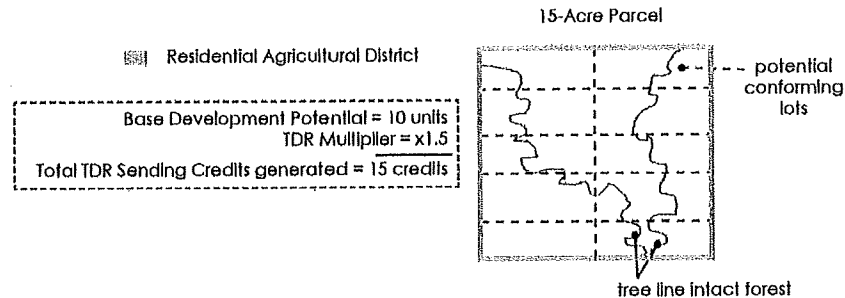 15-Acre Parcel
Residential Agricultural District
potential
conforming
lots
Base Development Potential = 10 units
TDR Multiplier = x1.5
Total TDR Sending Credits generated = 15 credits
tree line intact forest